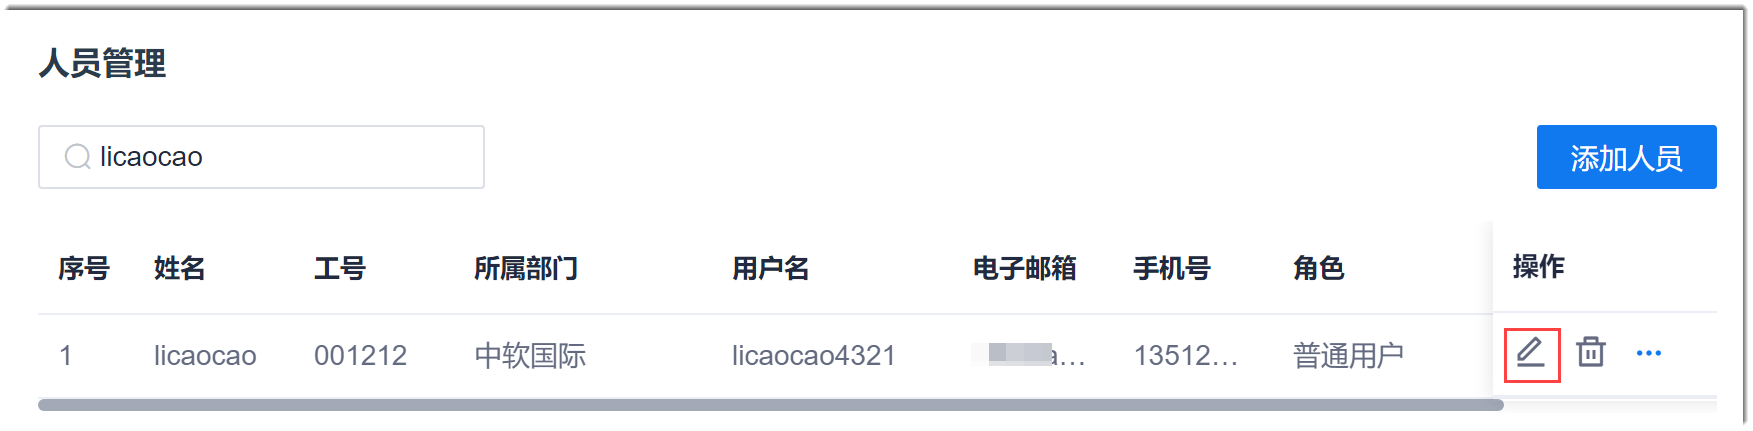 人员管理
licaocao
添加人员
序号 姓名 工号 所属部门 用户名 电子邮箱 手机号 角色 操作
1 licaocao 001212 中软国际 licaocao4321 a... 13512... 普通用户